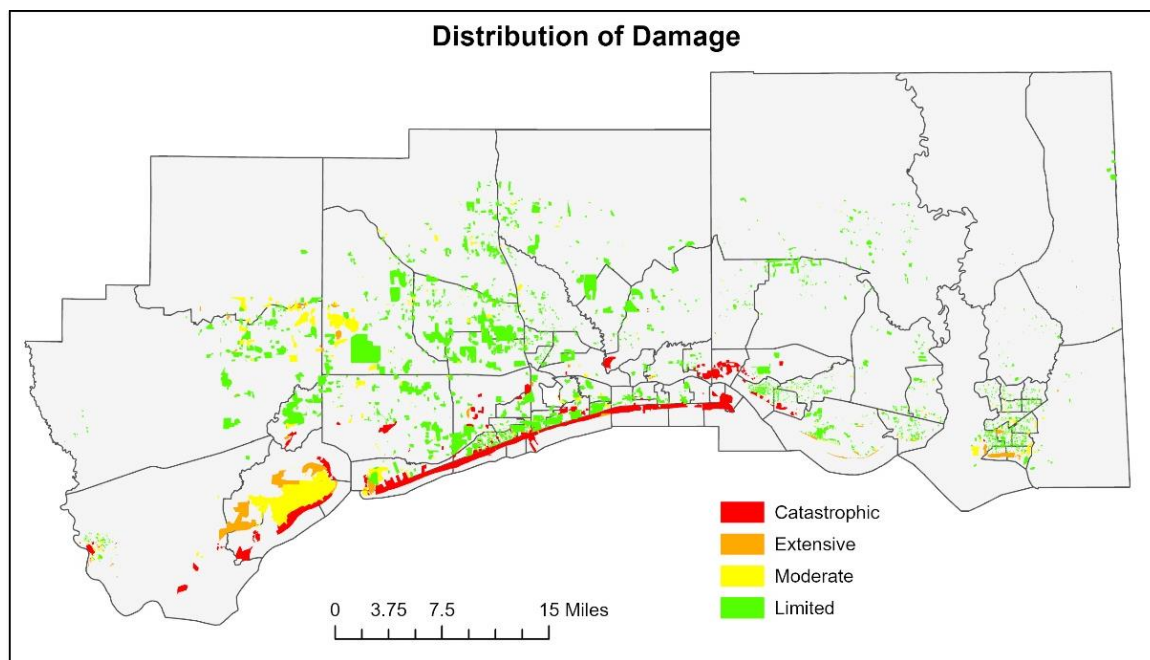 Distribution of Damage
Catastrophic
Extensive
Moderate
Limited
0 3.75 7.5 15 Miles